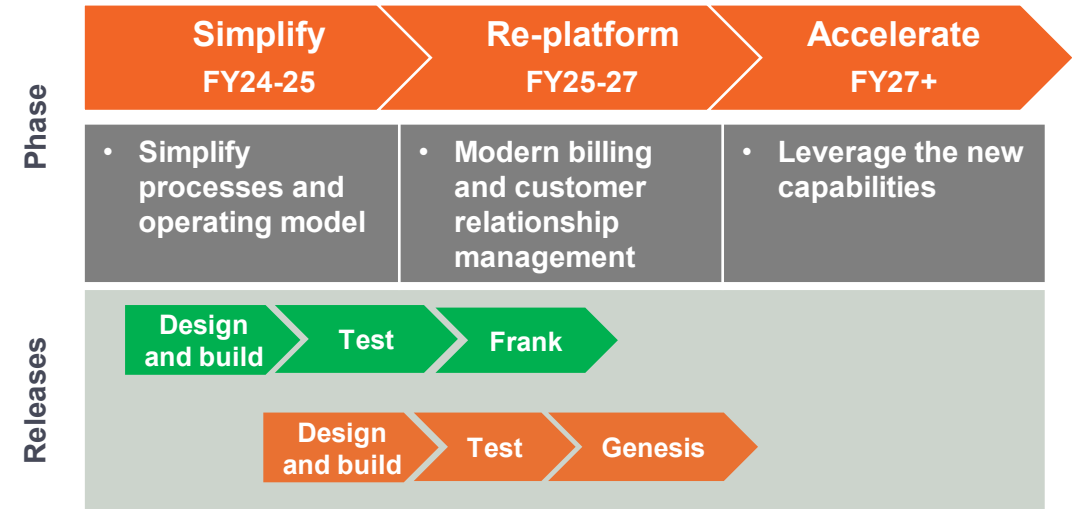 Phase
Simplify
FY24-25
Re-platform
FY25-27
Accelerate
FY27+
• Simplify
processes and
operating model
• Modern billing
and customer
relationship
management
• Leverage the new
capabilities
Releases
Design
and build
Test
Frank
Design
and build
Test
Genesis